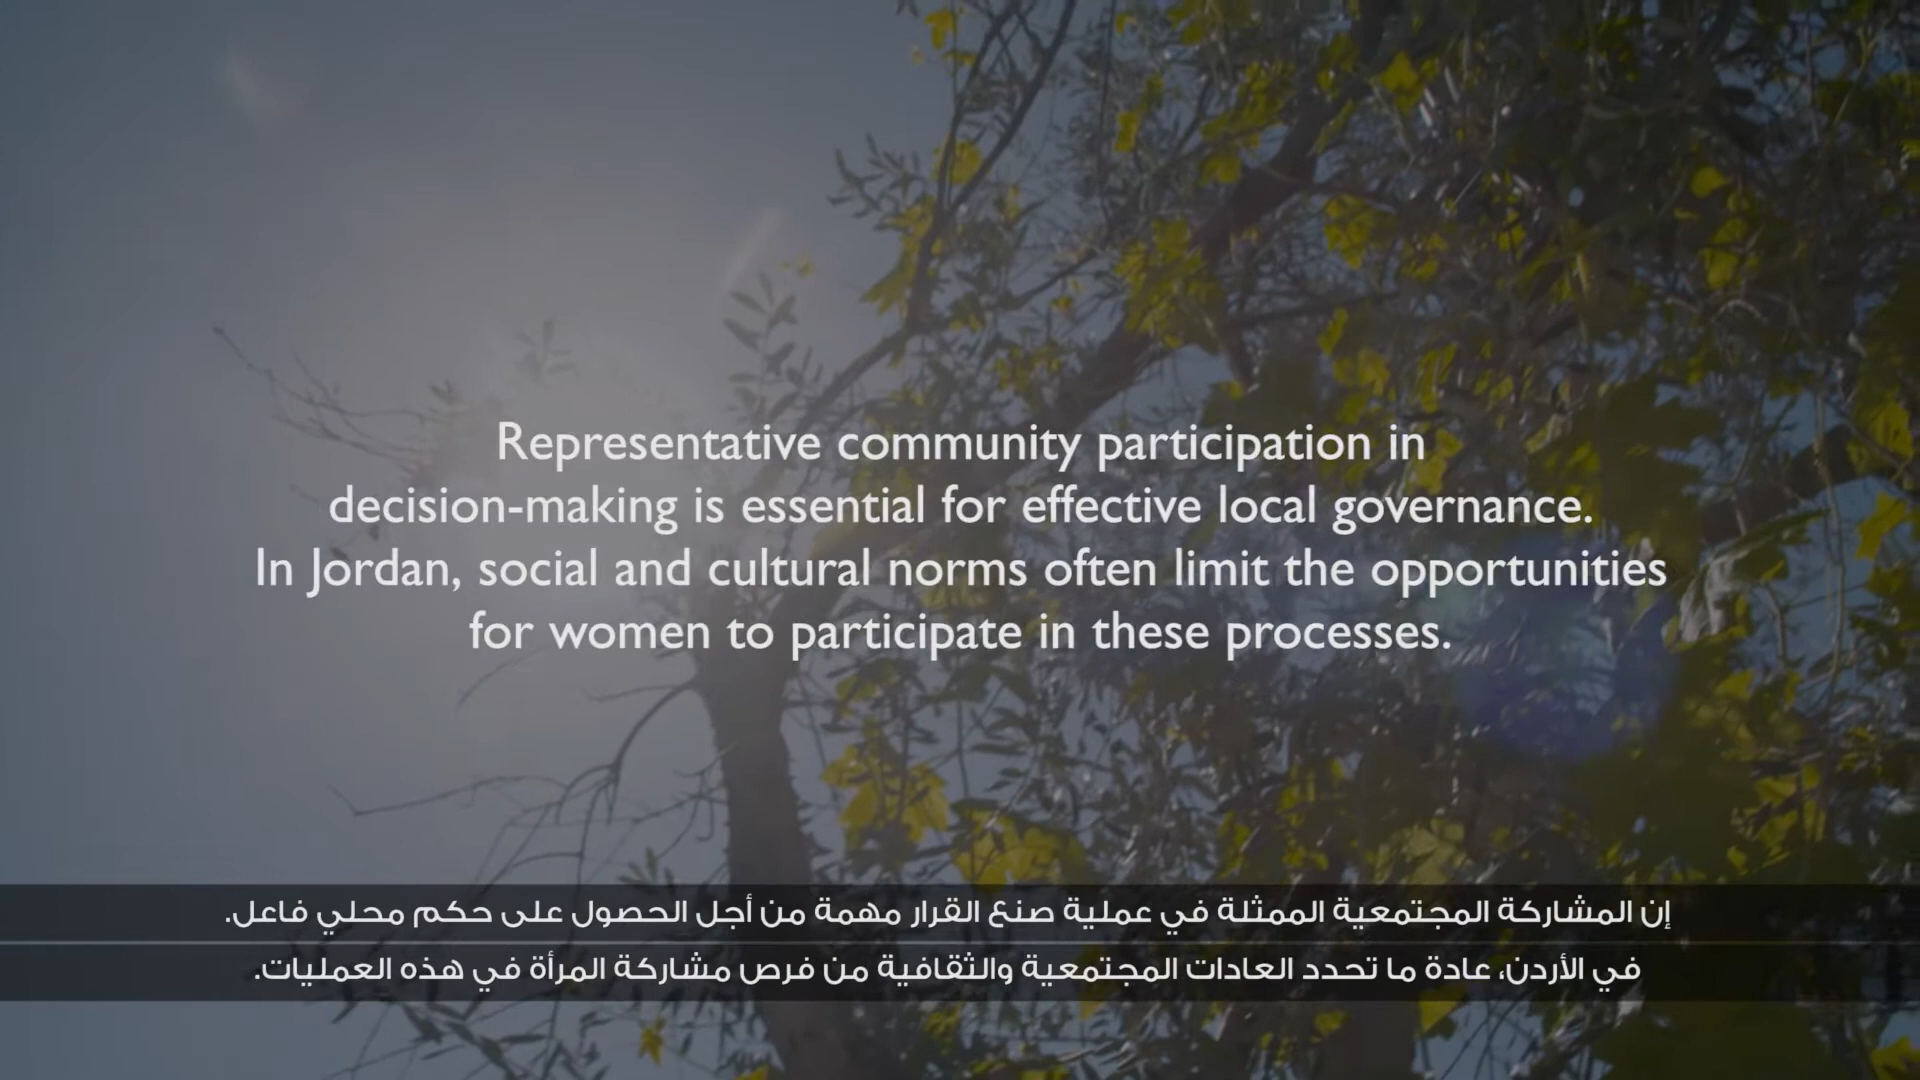 Representative community participation in
decision-making is essential for effective local governance.
In Jordan, social and cultural norms often limit the opportunities
for women to participate in these processes.
إن المشاركة المجتمعية الممثلة في عملية صنع القرار مهمة من أجل الحصول على حكم محلي فاعل.
في الأردن، عادة ما تحدد العادات المجتمعية والثقافية من فرص مشاركة المرأة في هذه العمليات.